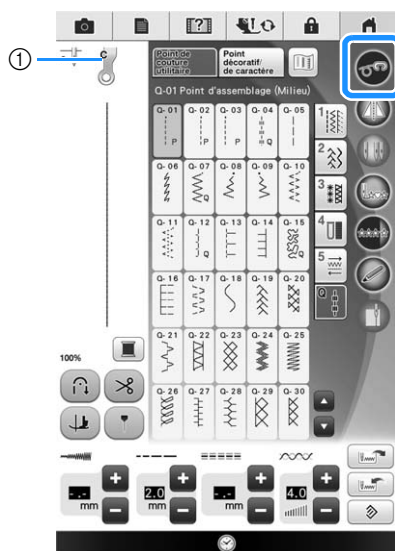 ①
C
Point de
couture
utilitaire
Point
décoratif/
de caractère
Q-01 Point d'assemblage (Milieu)
Q-01 Q-02 Q-03 Q-04 Q-05
P P P Q
1
Q-06 Q-07 Q-08 Q-09 Q-10
Q
2
3
Q-11 Q-12 Q-13 Q-14 Q-15
Q Q
4
5
Q-16 Q-17 Q-18 Q-19 Q-20
Q
Q-21 Q-22 Q-23 Q-24 Q-25
100%
Q-26 Q-27 Q-28 Q-29 Q-30
-.- mm
2.0 mm
-.- mm
4.0